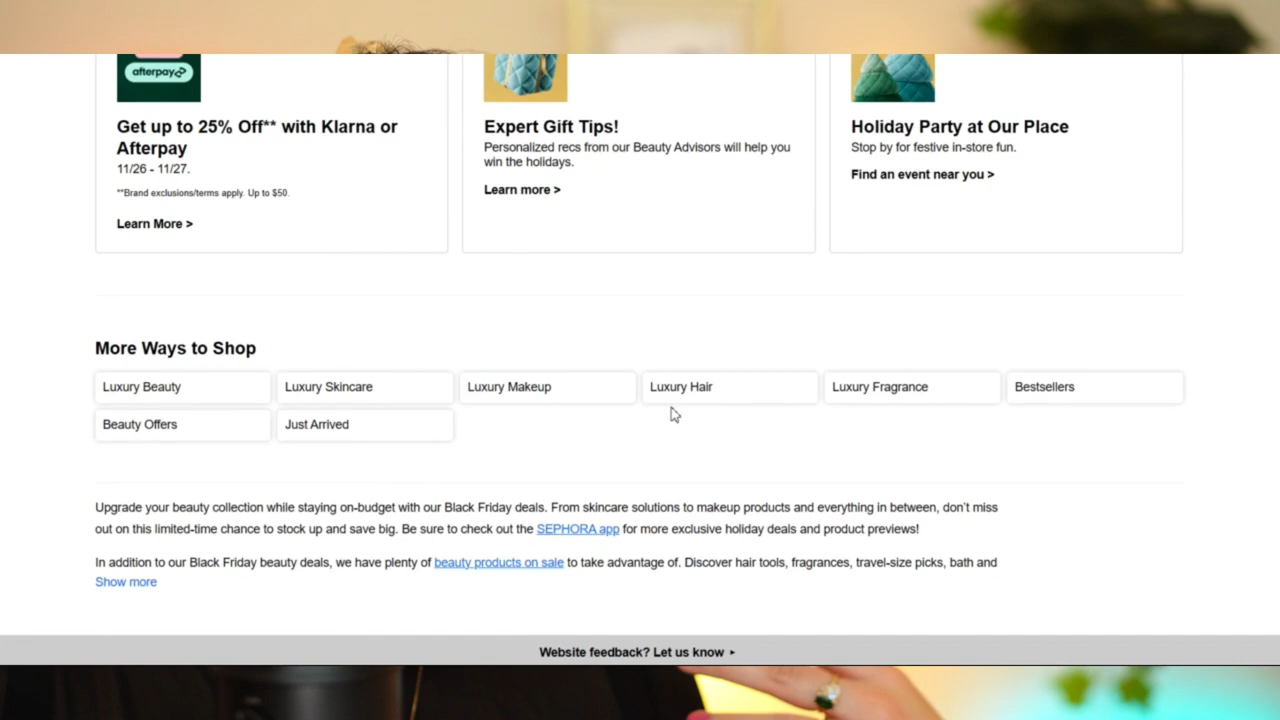 afterpay
Get up to 25% Off** with Klarna or
Afterpay
11/26 - 11/27.
**Brand exclusions/terms apply. Up to $50.
Learn More >
Expert Gift Tips!
Personalized recs from our Beauty Advisors will help you
win the holidays.
Learn more >
Holiday Party at Our Place
Stop by for festive in-store fun.
Find an event near you >
More Ways to Shop
Luxury Beauty
Luxury Skincare
Luxury Makeup
Luxury Hair
Luxury Fragrance
Bestsellers
Beauty Offers
Just Arrived
Upgrade your beauty collection while staying on-budget with our Black Friday deals. From skincare solutions to makeup products and everything in between, don't miss
out on this limited-time chance to stock up and save big. Be sure to check out the SEPHORA app for more exclusive holiday deals and product previews!
In addition to our Black Friday beauty deals, we have plenty of beauty products on sale to take advantage of. Discover hair tools, fragrances, travel-size picks, bath and
Show more
Website feedback? Let us know ▸